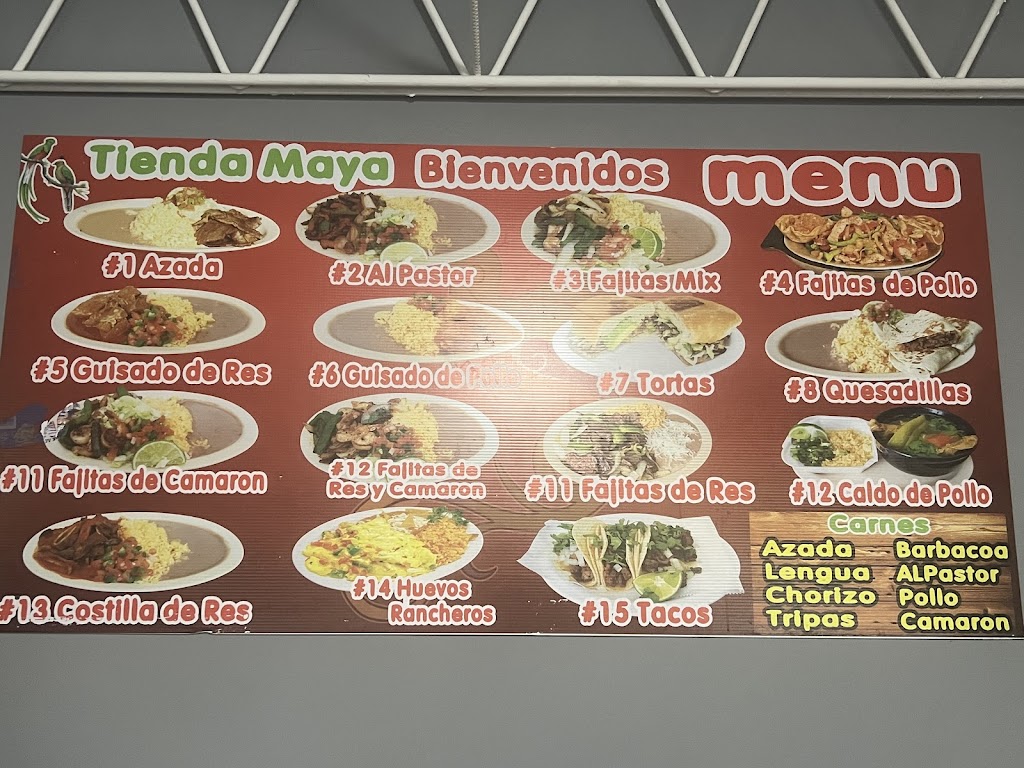 Tienda Maya Bienvenidos menu
#1 Azada
#2 Al Pastor
#3 Fajitas Mix
#4 Fajitas de Pollo
#5 Guisado de Res
#6 Guisado de
#7 Tortas
#8 Quesadillas
#11 Fajitas de Camaron
#12 Fajitas de
Res y Camaron
#11 Fajitas de Res
#12 Caldo de Pollo
#13 Costilla de Res
#14 Huevos
Rancheros
#15 Tacos
Carnes
Azada Barbacoa
Lengua ALPastor
Chorizo Pollo
Tripas Camaron